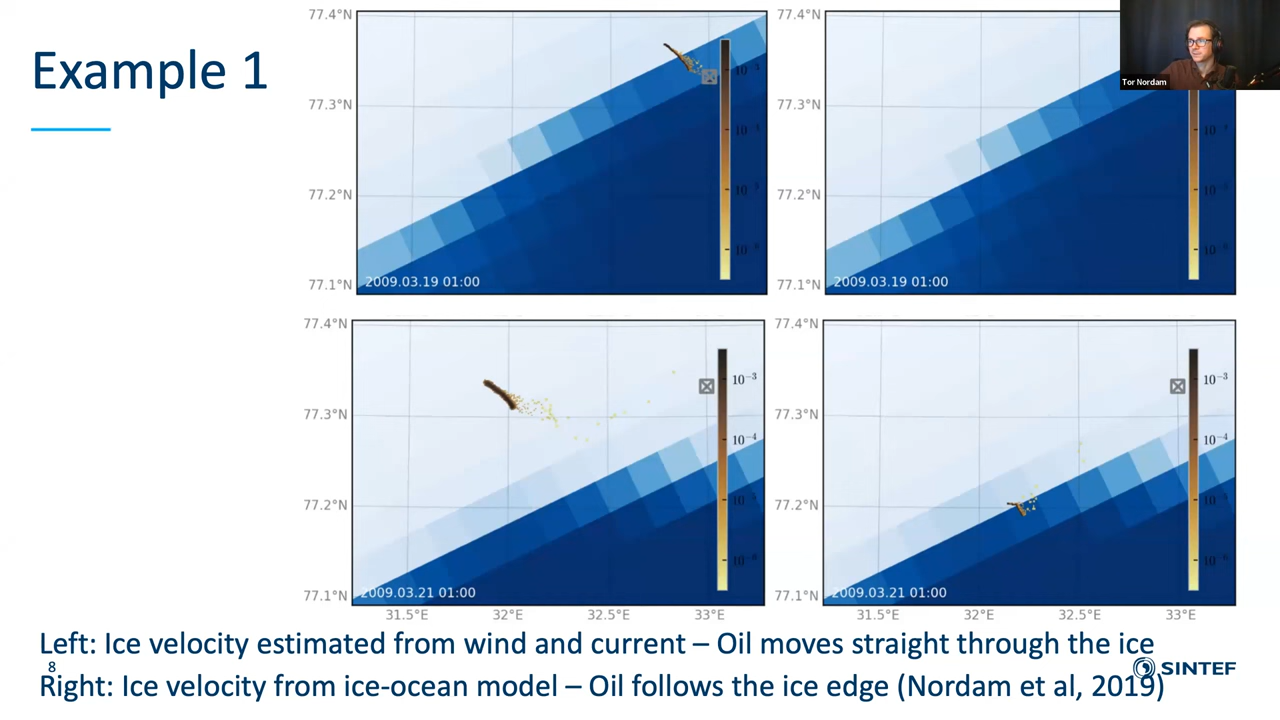 Example 1
77.4°N
77.3°N
77.2°N
77.1°N
2009.03.19 01:00
77.4°N
77.3°N
77.2°N
77.1°N
2009.03.19 01:00
Tor Nordam
77.4°N
77.3°N
77.2°N
77.1°N
10⁻³
10⁻⁴
2009.03.21 01:00
31.5°E
32°E
32.5°E
33°E
77.4°N
77.3°N
77.2°N
77.1°N
10⁻³
10⁻⁴
2009.03.21 01:00
31.5°E
32°E
32.5°E
33°E
Left: Ice velocity estimated from wind and current – Oil moves straight through the ice
8
Right: Ice velocity from ice-ocean model – Oil follows the ice edge (Nordam et al, 2019)
SINTEF